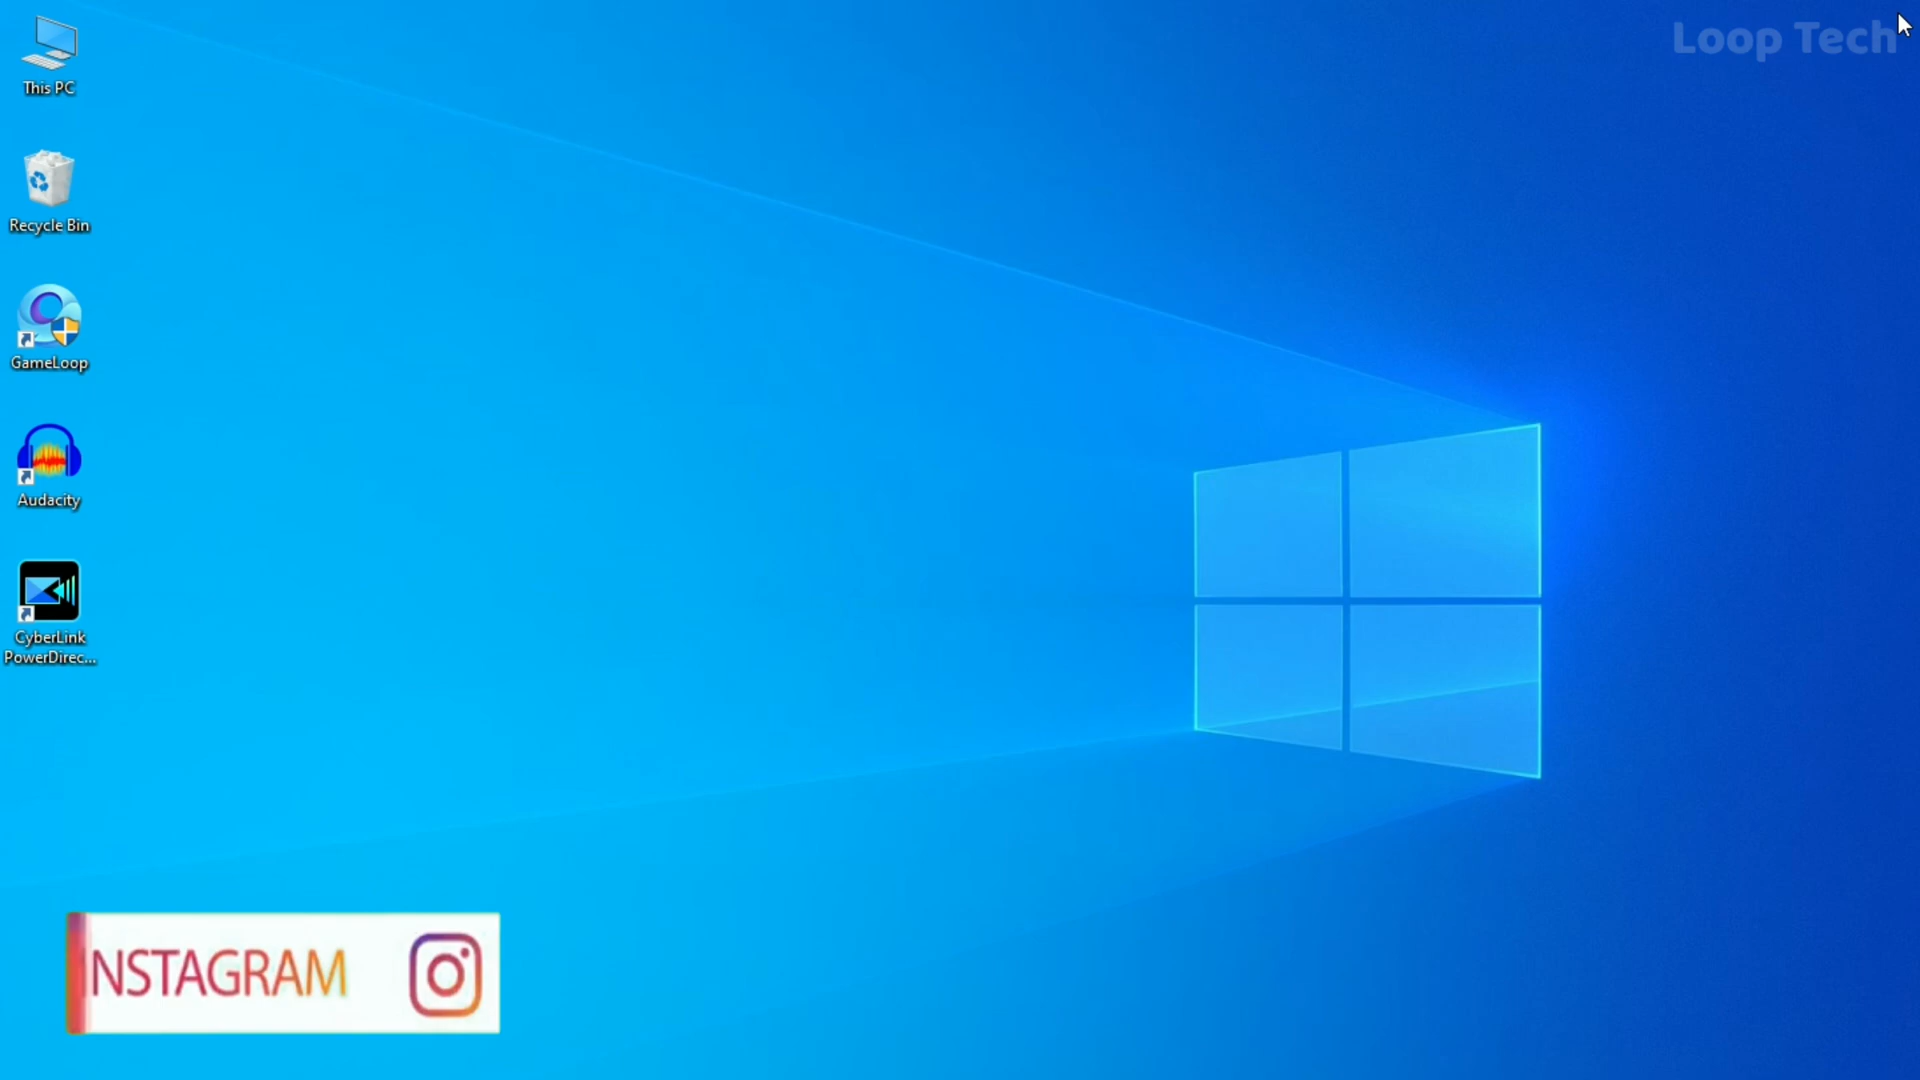 Loop Tech
This PC
Recycle Bin
GameLoop
Audacity
CyberLink
PowerDirec...
NSTAGRAM